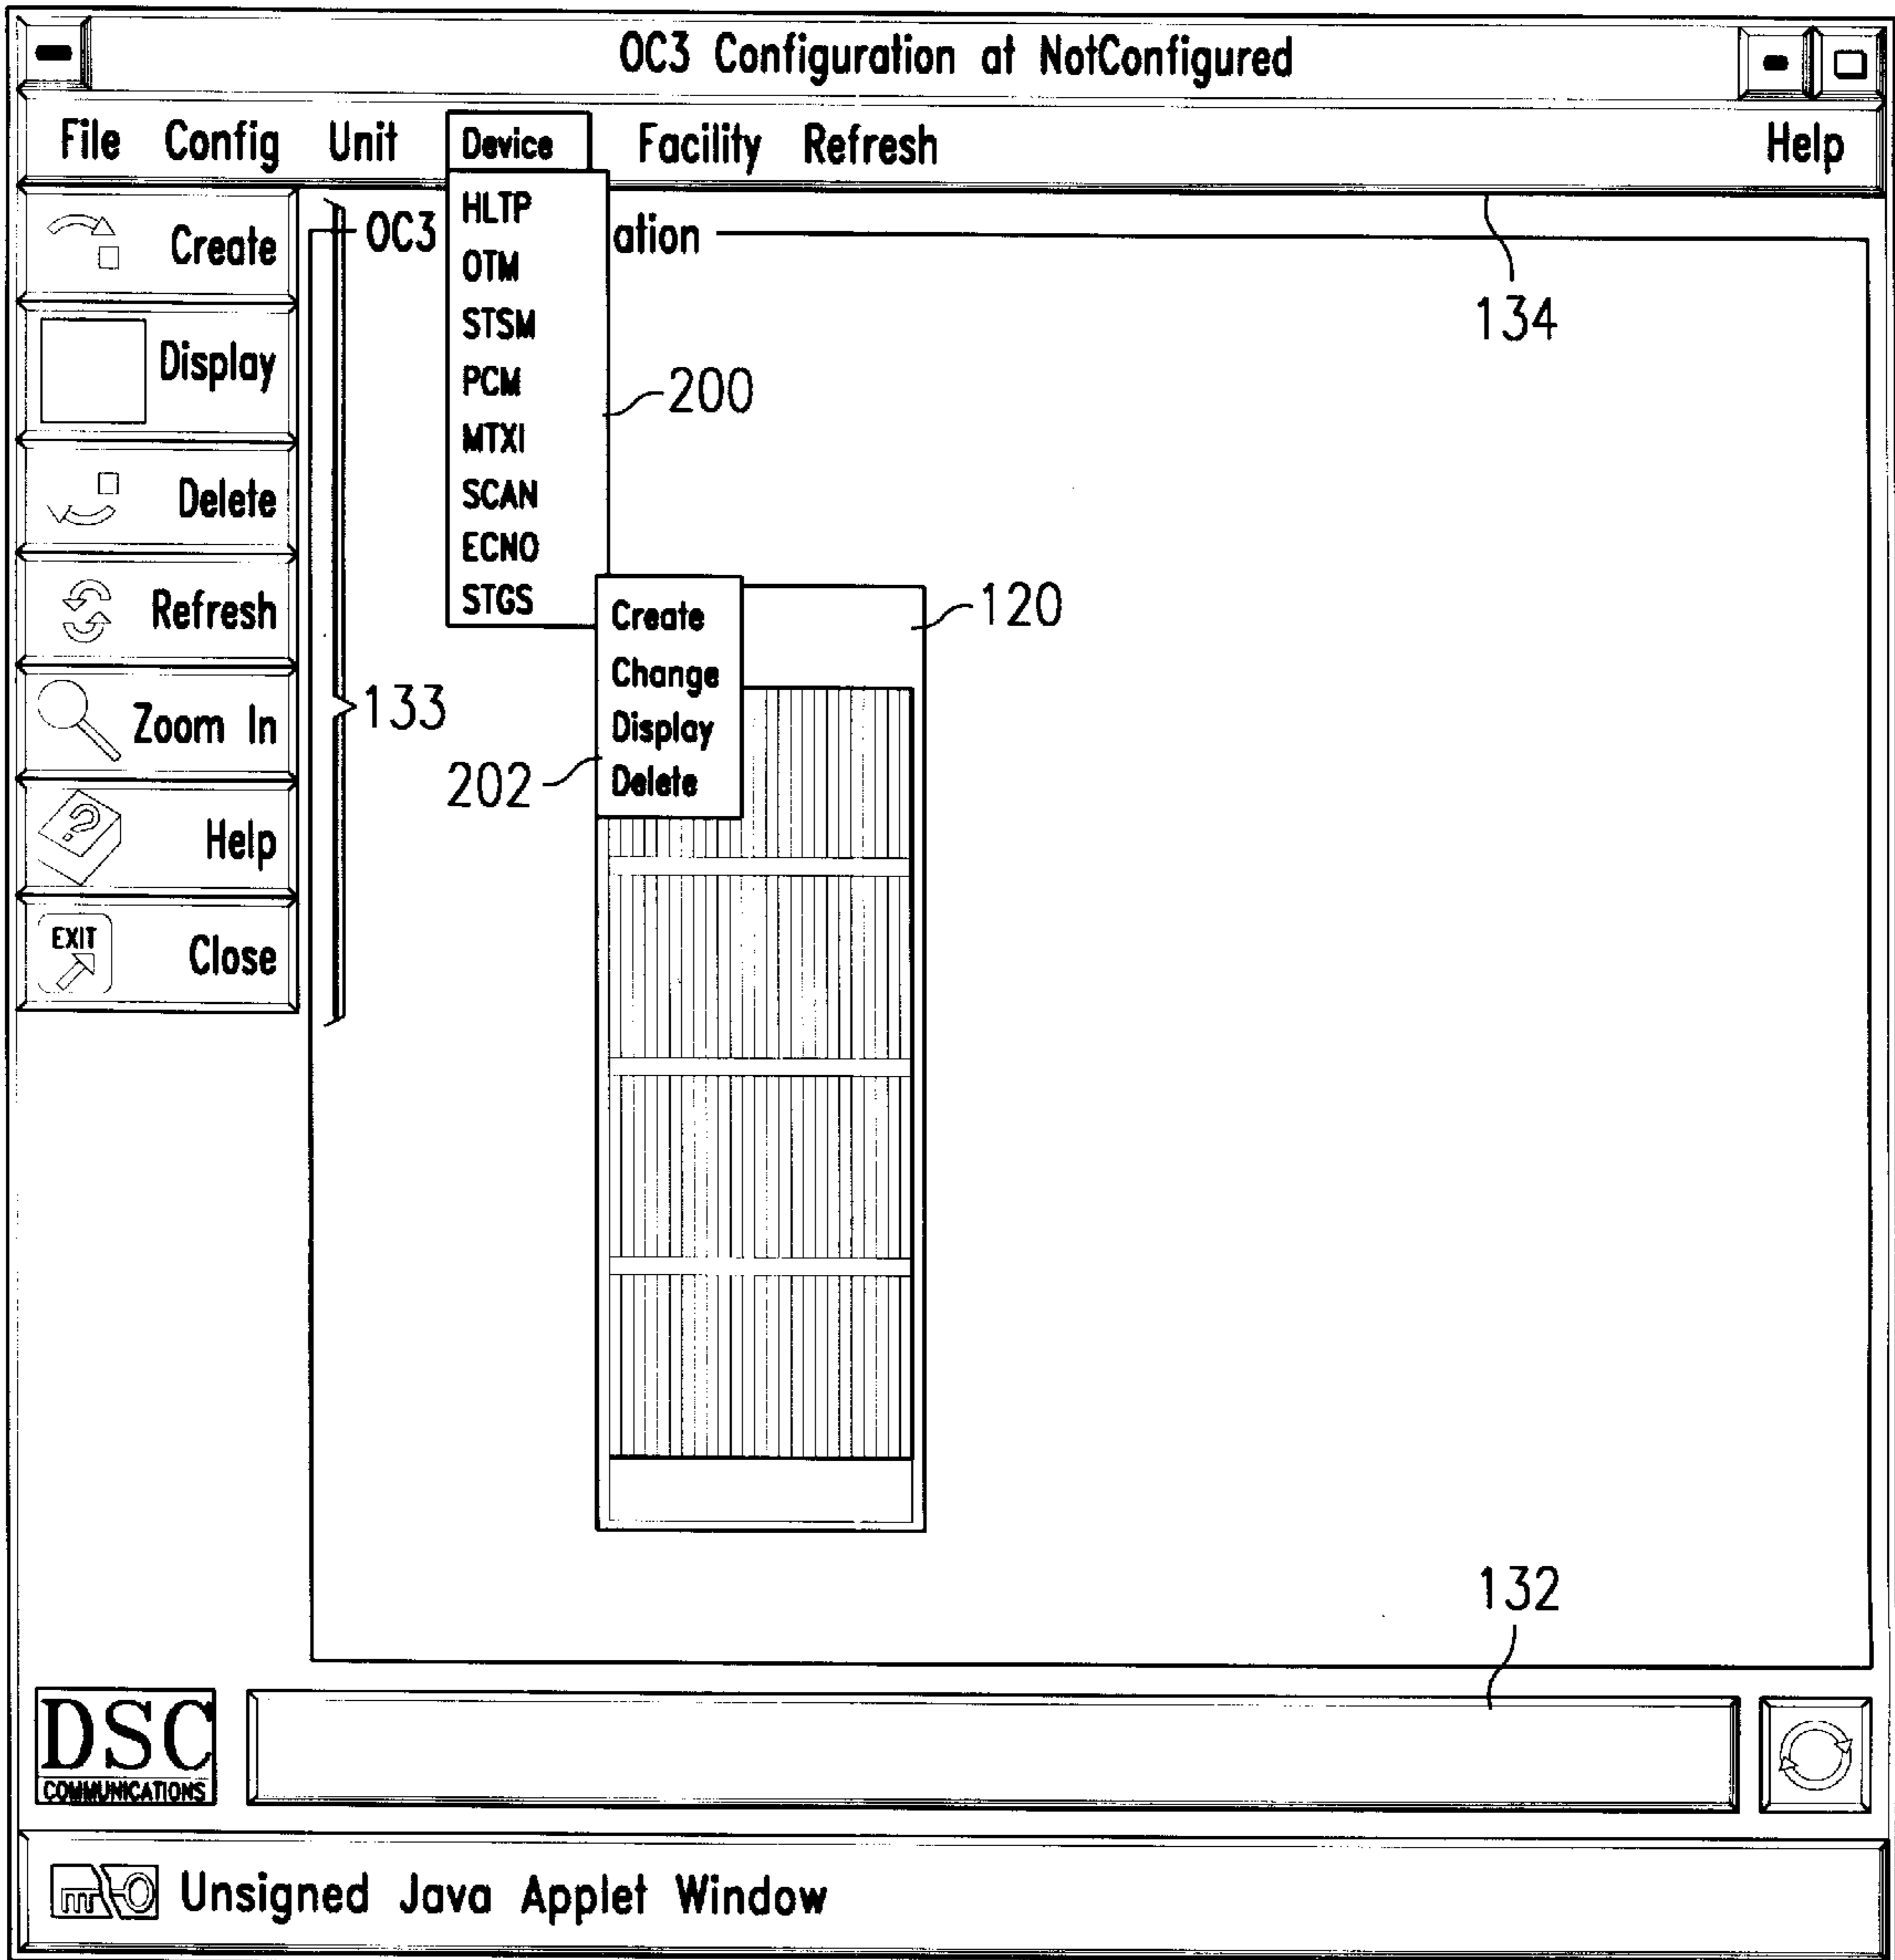 OC3 Configuration at NotConfigured
File Config Unit Device Facility Refresh Help
HLTP
OTM
STSM
PCM
MTXI
SCAN
ECNO
STGS
Create
Change
Display
Delete
Create
Display
Delete
Refresh
Zoom In
? Help
EXIT Close
OC3 ation
134
200
120
133
202
132
DSC
COMMUNICATIONS
Unsigned Java Applet Window